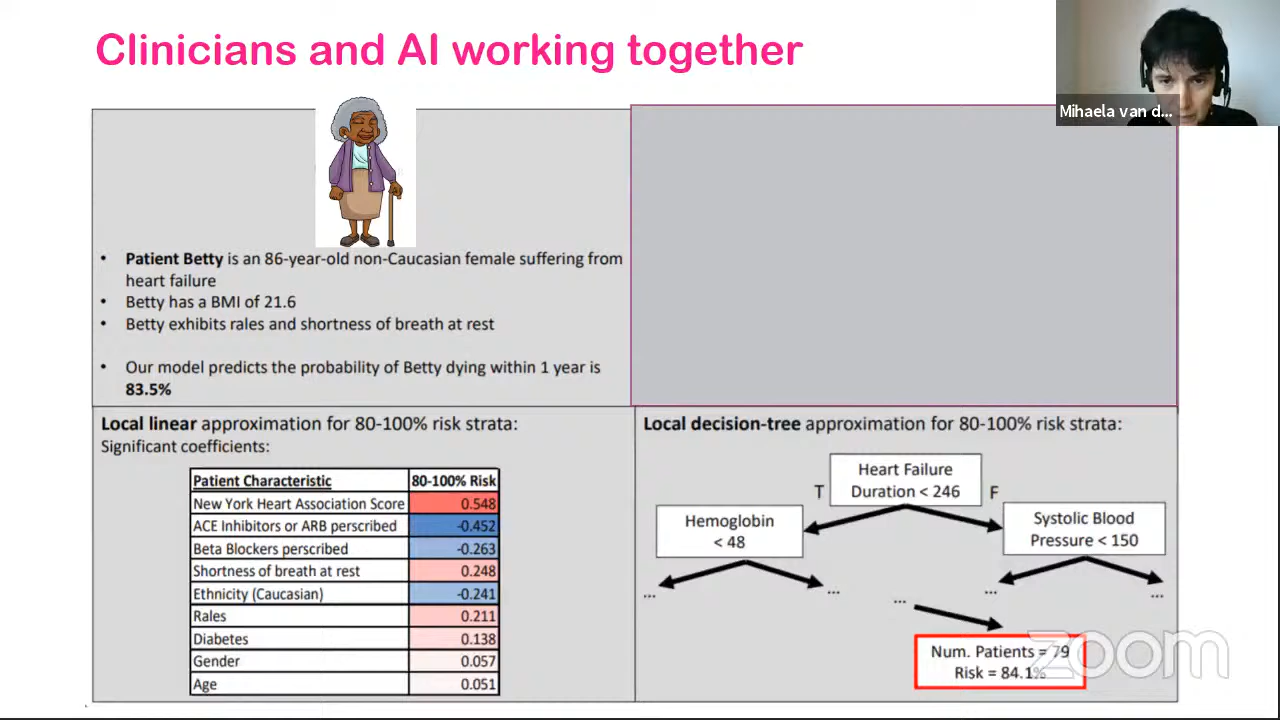 Clinicians and AI working together
Mihaela van d...
• Patient Betty is an 86-year-old non-Caucasian female suffering from
heart failure
• Betty has a BMI of 21.6
• Betty exhibits rales and shortness of breath at rest
• Our model predicts the probability of Betty dying within 1 year is
83.5%
Local linear approximation for 80-100% risk strata:
Significant coefficients:
Patient Characteristic 80-100% Risk
New York Heart Association Score 0.548
ACE Inhibitors or ARB perscribed -0.452
Beta Blockers perscribed -0.263
Shortness of breath at rest 0.248
Ethnicity (Caucasian) -0.241
Rales 0.211
Diabetes 0.138
Gender 0.057
Age 0.051
Local decision-tree approximation for 80-100% risk strata:
Heart Failure
Duration < 246
T
F
Hemoglobin
< 48
Systolic Blood
Pressure < 150
...
...
...
...
...
Num. Patients = 79
Risk = 84.1%
zoom